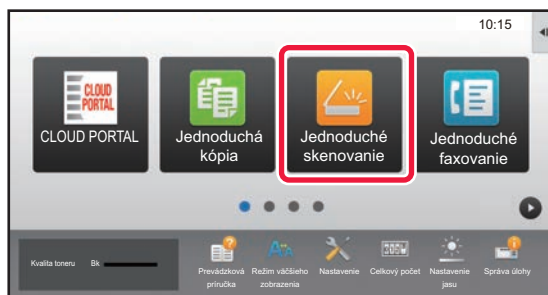 10:15
CLOUD
PORTAL
CLOUD PORTAL
Jednoduchá
kópia
Jednoduché
skenovanie
Jednoduché
faxovanie
Kvalita toneru Bk
Prevádzková
príručka
Režim väčšieho
zobrazenia
Nastavenie
Celkový počet
Nastavenie
jasu
Správa úlohy